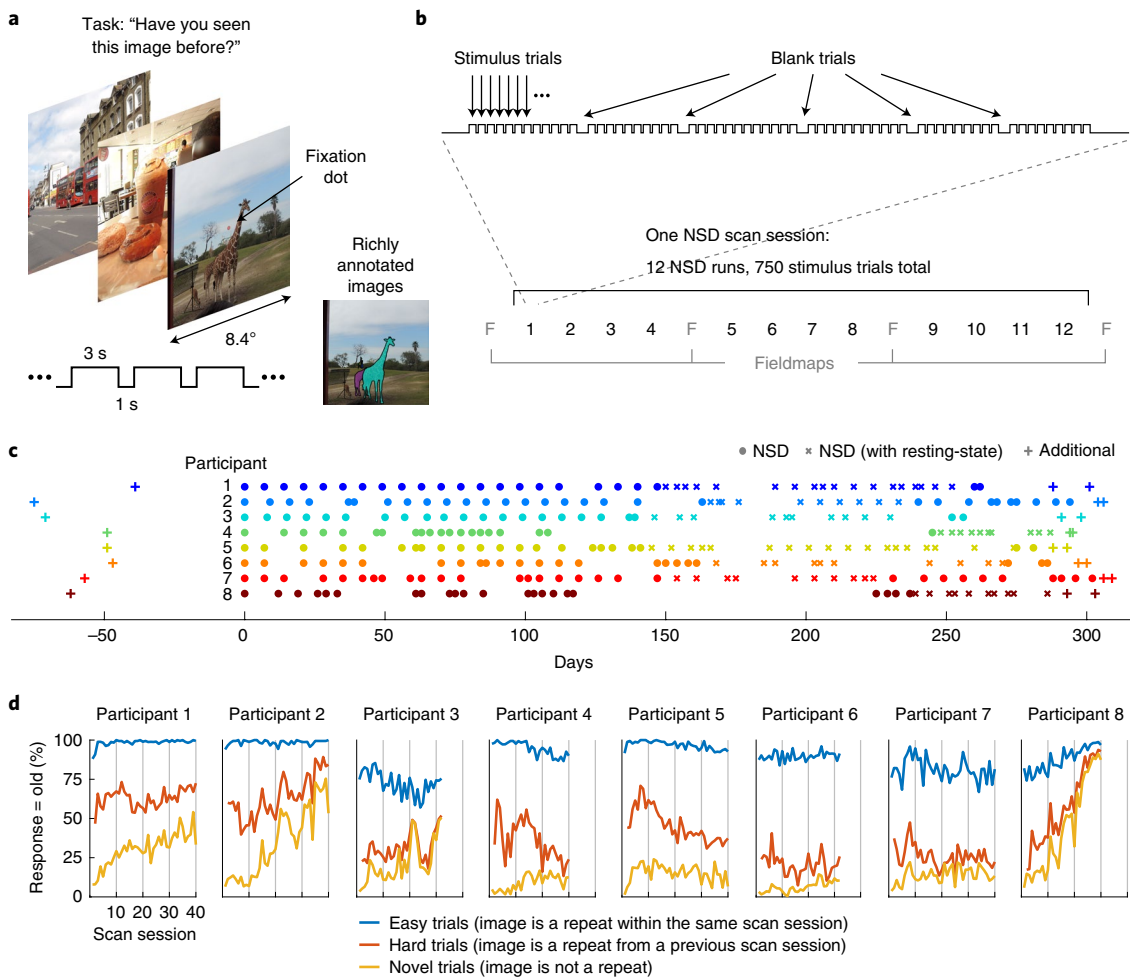 a
Task: “Have you seen
this image before?”
Fixation
dot
Richly
annotated
images
8.4°
3 s
1 s
b
Stimulus trials
Blank trials
One NSD scan session:
12 NSD runs, 750 stimulus trials total
F 1 2 3 4 F 5 6 7 8 F 9 10 11 12 F
Fieldmaps
c
NSD
NSD (with resting-state)
Additional
Participant
1
2
3
4
5
6
7
8
–50 0 50 100 150 200 250 300
Days
d
Participant 1 Participant 2 Participant 3 Participant 4 Participant 5 Participant 6 Participant 7 Participant 8
Response = old (%)
100
75
50
25
0
10 20 30 40
Scan session
Easy trials (image is a repeat within the same scan session)
Hard trials (image is a repeat from a previous scan session)
Novel trials (image is not a repeat)